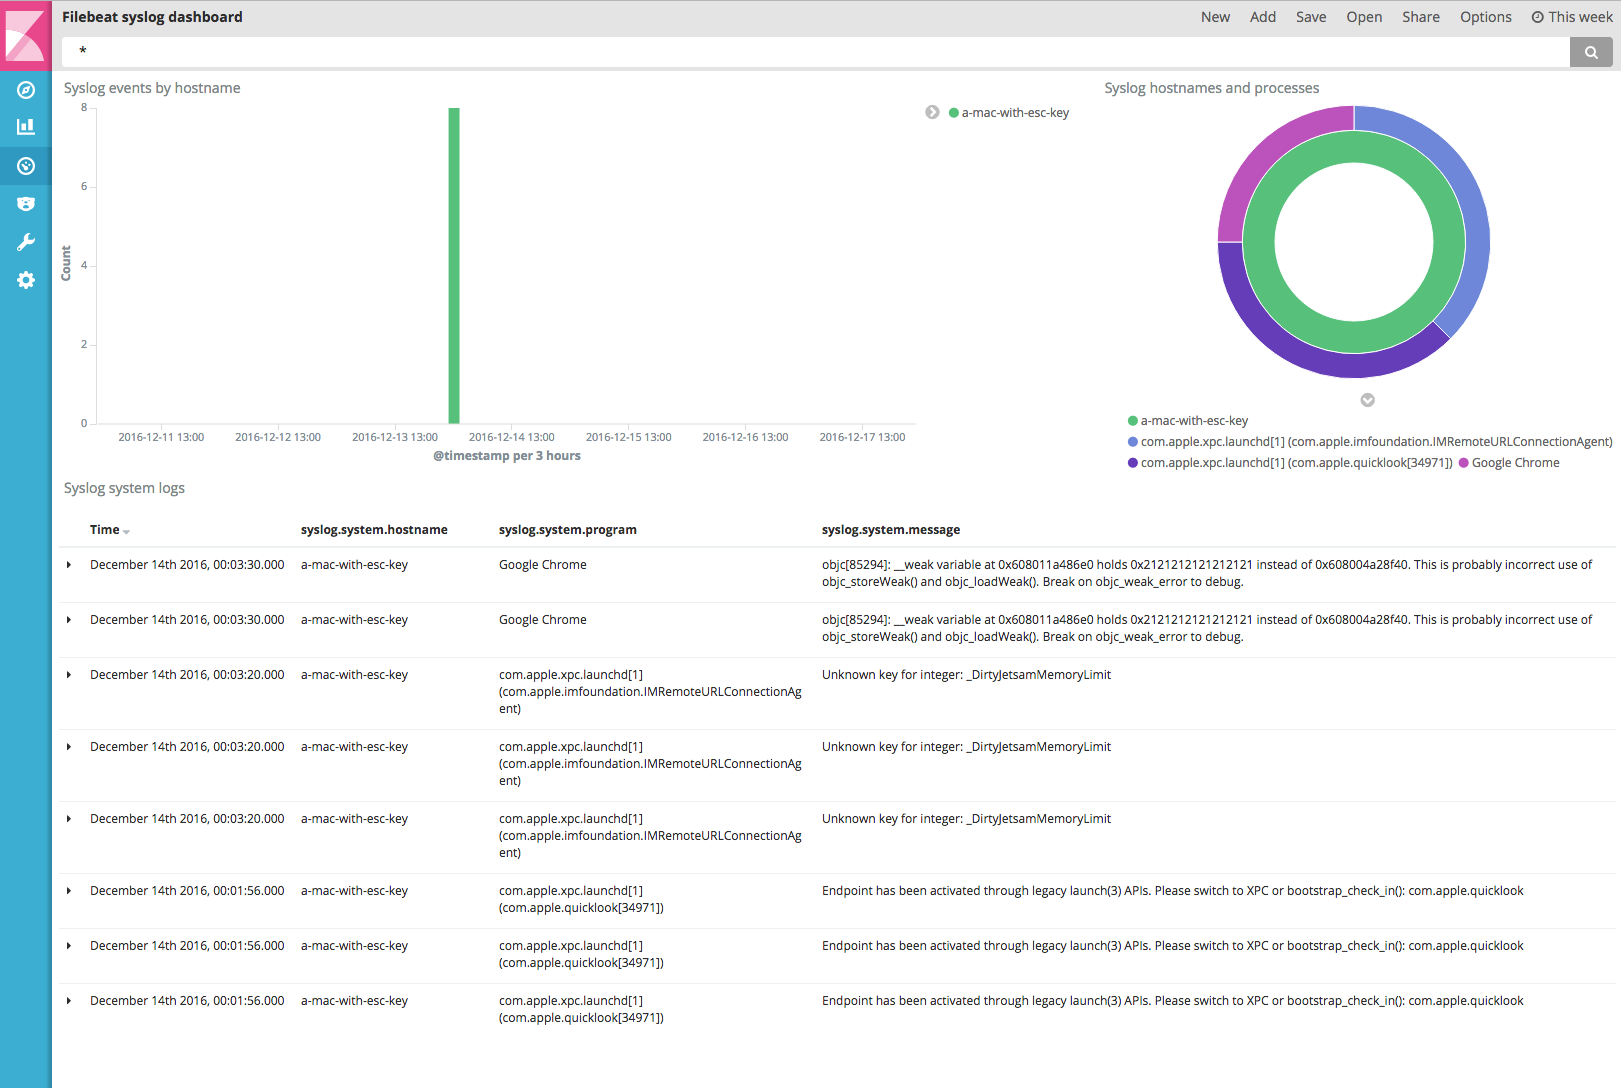 Filebeat syslog dashboard
New Add Save Open Share Options This week
*
Syslog events by hostname
8
6
4
2
0
Count
2016-12-11 13:00 2016-12-12 13:00 2016-12-13 13:00 2016-12-14 13:00 2016-12-15 13:00 2016-12-16 13:00 2016-12-17 13:00
@timestamp per 3 hours
a-mac-with-esc-key
Syslog hostnames and processes
a-mac-with-esc-key
com.apple.xpc.launchd[1] (com.apple.imfoundation.IMRemoteURLConnectionAgent)
com.apple.xpc.launchd[1] (com.apple.quicklook[34971]) Google Chrome
Syslog system logs
Time syslog.system.hostname syslog.system.program syslog.system.message
December 14th 2016, 00:03:30.000 a-mac-with-esc-key Google Chrome objc[85294]: __weak variable at 0x608011a486e0 holds 0x2121212121212121 instead of 0x608004a28f40. This is probably incorrect use of
objc_storeWeak() and objc_loadWeak(). Break on objc_weak_error to debug.
December 14th 2016, 00:03:30.000 a-mac-with-esc-key Google Chrome objc[85294]: __weak variable at 0x608011a486e0 holds 0x2121212121212121 instead of 0x608004a28f40. This is probably incorrect use of
objc_storeWeak() and objc_loadWeak(). Break on objc_weak_error to debug.
December 14th 2016, 00:03:20.000 a-mac-with-esc-key com.apple.xpc.launchd[1] Unknown key for integer: _DirtyJetsamMemoryLimit
(com.apple.imfoundation.IMRemoteURLConnectionAg
ent)
December 14th 2016, 00:03:20.000 a-mac-with-esc-key com.apple.xpc.launchd[1] Unknown key for integer: _DirtyJetsamMemoryLimit
(com.apple.imfoundation.IMRemoteURLConnectionAg
ent)
December 14th 2016, 00:03:20.000 a-mac-with-esc-key com.apple.xpc.launchd[1] Unknown key for integer: _DirtyJetsamMemoryLimit
(com.apple.imfoundation.IMRemoteURLConnectionAg
ent)
December 14th 2016, 00:01:56.000 a-mac-with-esc-key com.apple.xpc.launchd[1] Endpoint has been activated through legacy launch(3) APIs. Please switch to XPC or bootstrap_check_in(): com.apple.quicklook
(com.apple.quicklook[34971])
December 14th 2016, 00:01:56.000 a-mac-with-esc-key com.apple.xpc.launchd[1] Endpoint has been activated through legacy launch(3) APIs. Please switch to XPC or bootstrap_check_in(): com.apple.quicklook
(com.apple.quicklook[34971])
December 14th 2016, 00:01:56.000 a-mac-with-esc-key com.apple.xpc.launchd[1] Endpoint has been activated through legacy launch(3) APIs. Please switch to XPC or bootstrap_check_in(): com.apple.quicklook
(com.apple.quicklook[34971])